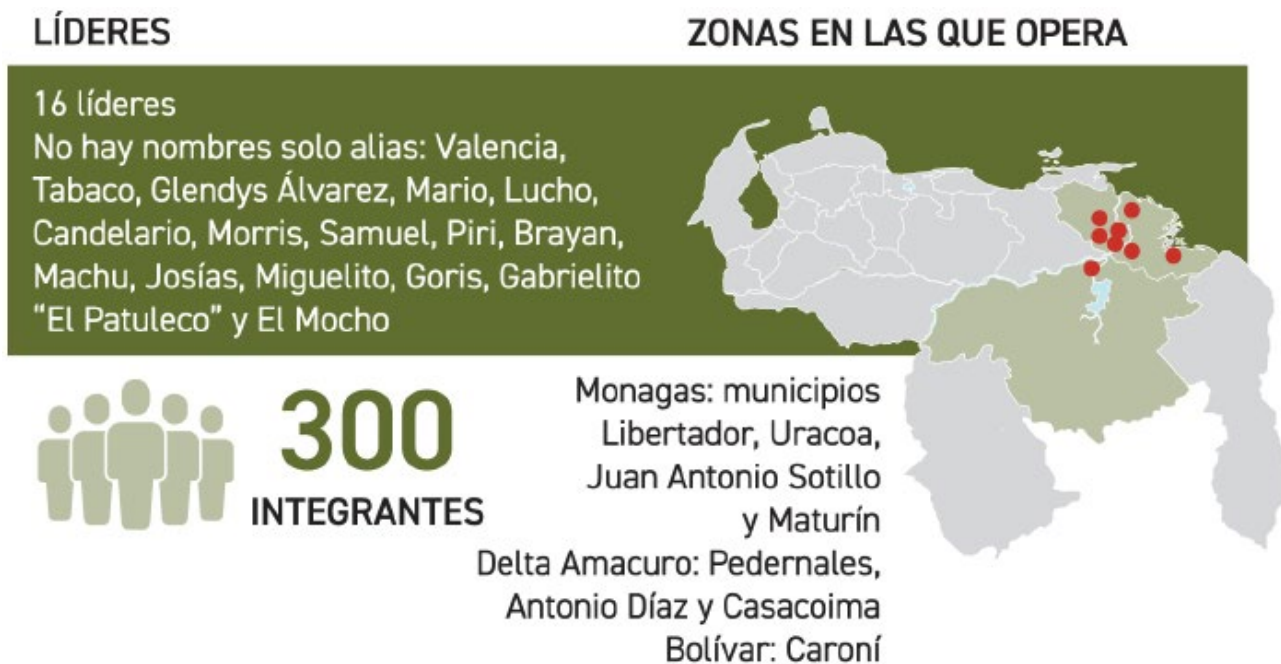 LÍDERES
16 líderes
No hay nombres solo alias: Valencia,
Tabaco, Glendys Álvarez, Mario, Lucho,
Candelario, Morris, Samuel, Piri, Brayan,
Machu, Josías, Miguelito, Goris, Gabrielito
“El Patuleco” y El Mocho
300
INTEGRANTES
ZONAS EN LAS QUE OPERA
Monagas: municipios
Libertador, Uracoa,
Juan Antonio Sotillo
y Maturín
Delta Amacuro: Pedernales,
Antonio Díaz y Casacoima
Bolívar: Caroní